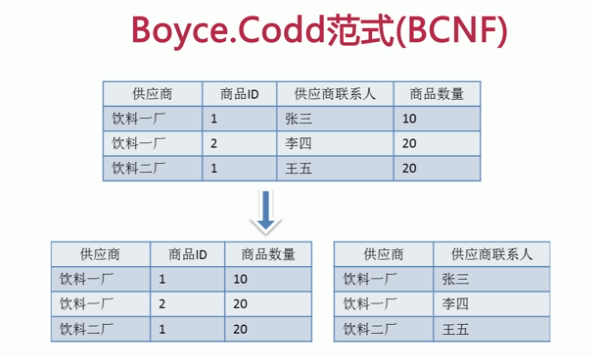 Boyce.Codd范式(BCNF)
供应商 商品ID 供应商联系人 商品数量
饮料一厂 1 张三 10
饮料一厂 2 李四 20
饮料二厂 1 王五 20
供应商 商品ID 商品数量
饮料一厂 1 10
饮料一厂 2 20
饮料二厂 1 20
供应商 供应商联系人
饮料一厂 张三
饮料一厂 李四
饮料二厂 王五